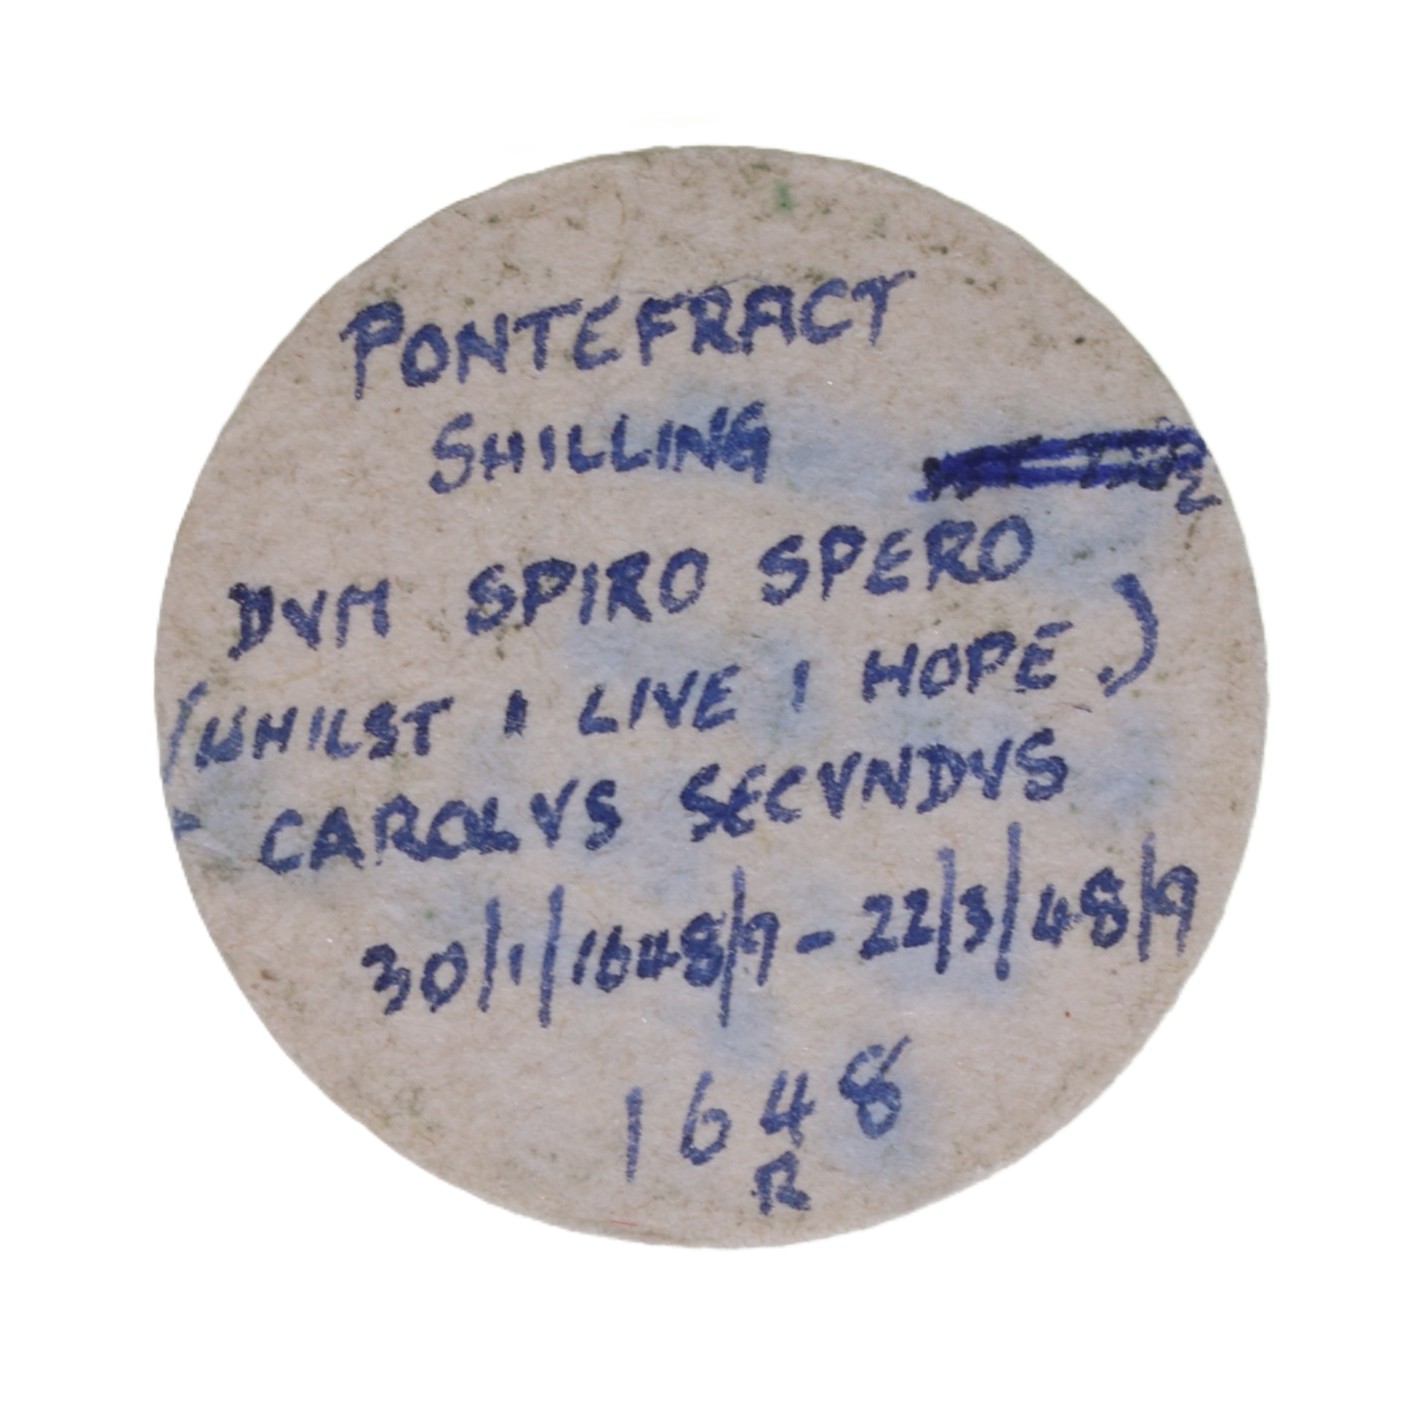 PONTEFRACT
SHILLING
DVM SPIRO SPERO
(WHILST I LIVE I HOPE.)
CAROLVS SECVNDVS
30/1/1648/9 - 22/3/48/9
1648
R